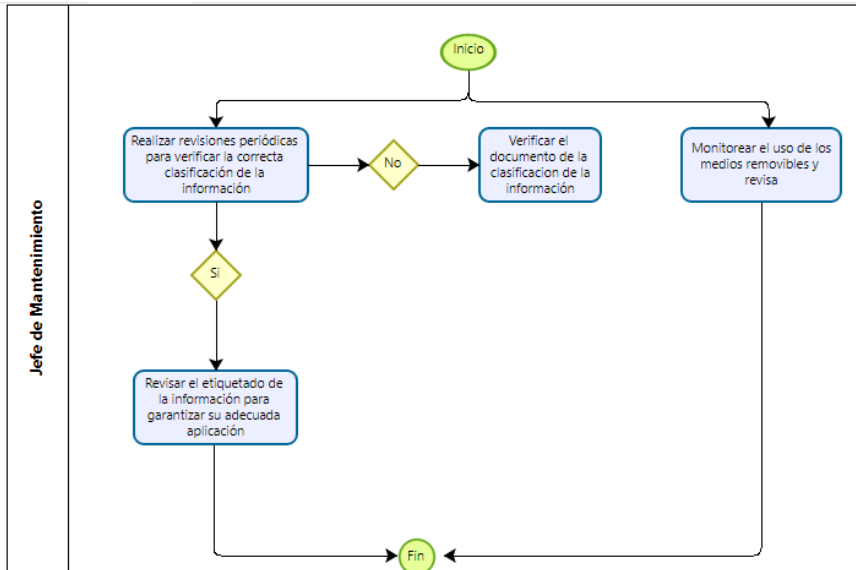 Jefe de Mantenimiento
Inicio
Realizar revisiones periódicas
para verificar la correcta
clasificación de la
información
No
Verificar el
documento de la
clasificacion de la
información
Monitorear el uso de los
medios removibles y
revisa
Si
Revisar el etiquetado de
la información para
garantizar su adecuada
aplicación
Fin